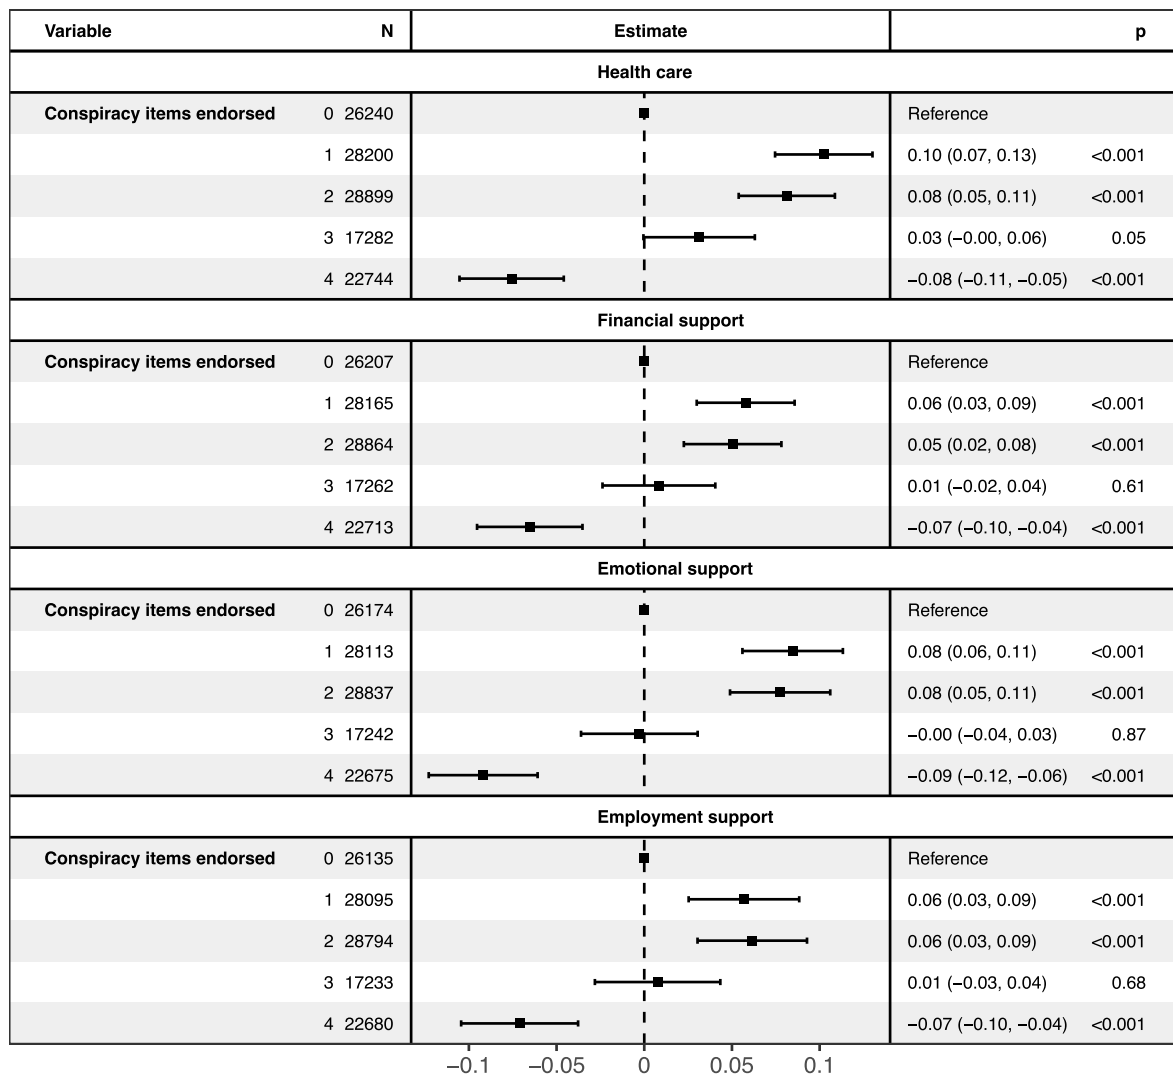 Variable N Estimate p
Health care
Conspiracy items endorsed 0 26240 Reference
1 28200 0.10 (0.07, 0.13) <0.001
2 28899 0.08 (0.05, 0.11) <0.001
3 17282 0.03 (−0.00, 0.06) 0.05
4 22744 −0.08 (−0.11, −0.05) <0.001
Financial support
Conspiracy items endorsed 0 26207 Reference
1 28165 0.06 (0.03, 0.09) <0.001
2 28864 0.05 (0.02, 0.08) <0.001
3 17262 0.01 (−0.02, 0.04) 0.61
4 22713 −0.07 (−0.10, −0.04) <0.001
Emotional support
Conspiracy items endorsed 0 26174 Reference
1 28113 0.08 (0.06, 0.11) <0.001
2 28837 0.08 (0.05, 0.11) <0.001
3 17242 −0.00 (−0.04, 0.03) 0.87
4 22675 −0.09 (−0.12, −0.06) <0.001
Employment support
Conspiracy items endorsed 0 26135 Reference
1 28095 0.06 (0.03, 0.09) <0.001
2 28794 0.06 (0.03, 0.09) <0.001
3 17233 0.01 (−0.03, 0.04) 0.68
4 22680 −0.07 (−0.10, −0.04) <0.001
−0.1 −0.05 0 0.05 0.1